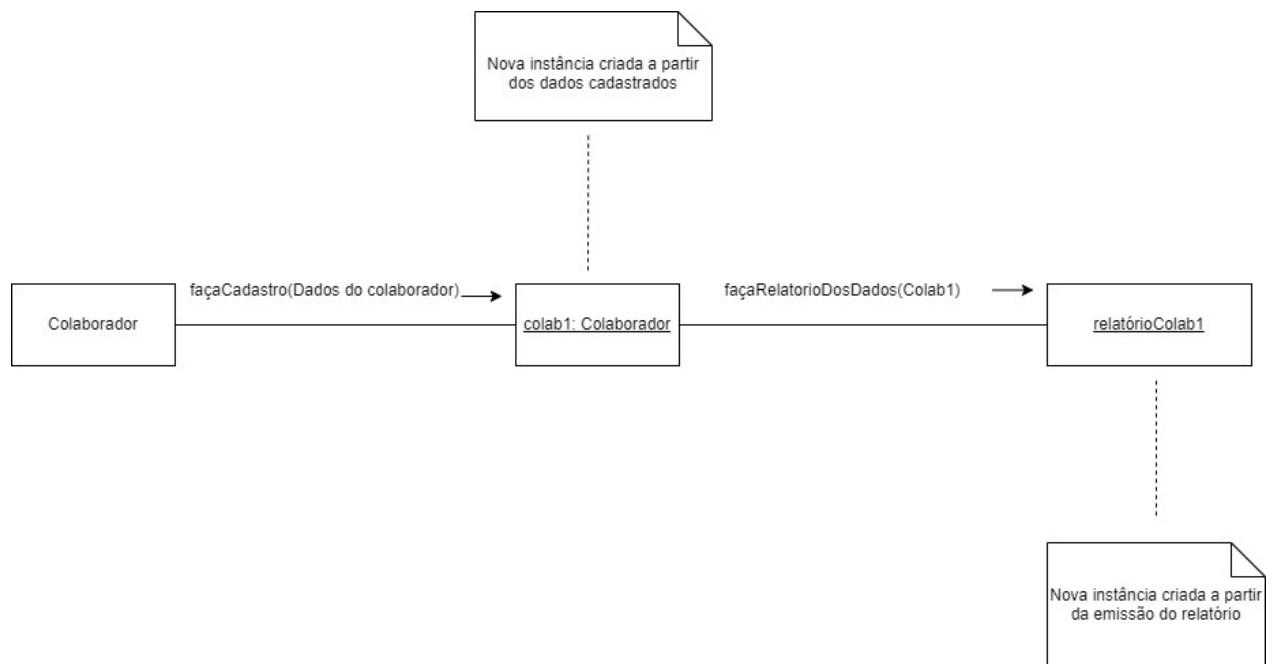 Nova instância criada a partir
dos dados cadastrados
façaCadastro(Dados do colaborador)
façaRelatorioDosDados(Colab1)
Colaborador
colab1: Colaborador
relatórioColab1
Nova instância criada a partir
da emissão do relatório